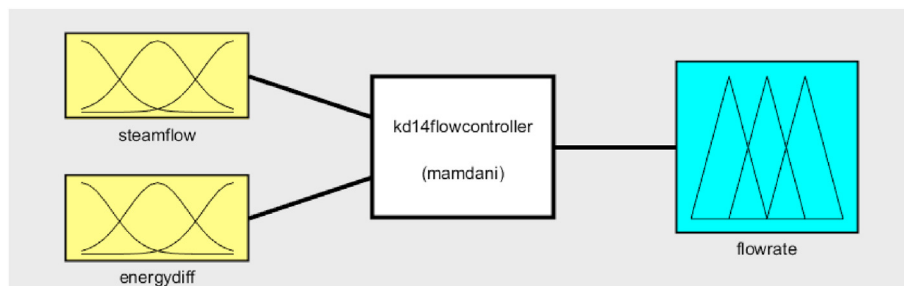 steamflow
energydiff
kd14flowcontroller
(mamdani)
flowrate